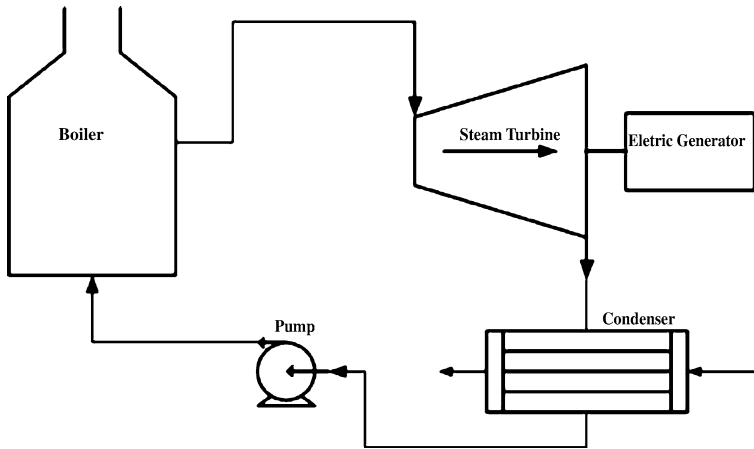 Boiler
Steam Turbine
Eletric Generator
Pump
Condenser